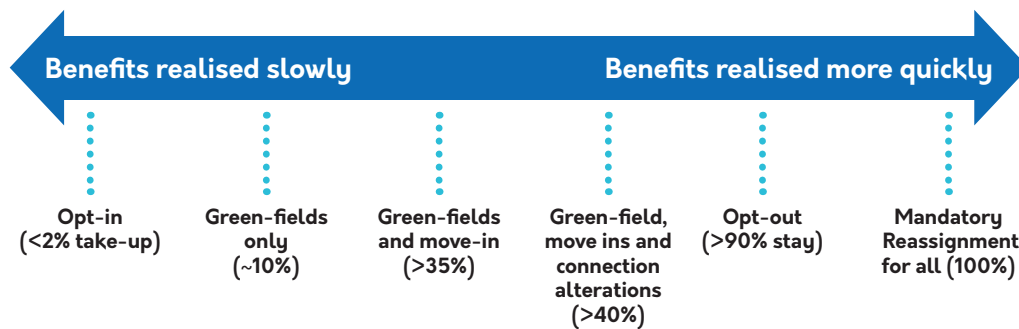 Benefits realised slowly
Benefits realised more quickly
Opt-in
(<2% take-up)
Green-fields
only
(~10%)
Green-fields
and move-in
(>35%)
Green-field,
move ins and
connection
alterations
(>40%)
Opt-out
(>90% stay)
Mandatory
Reassignment
for all (100%)